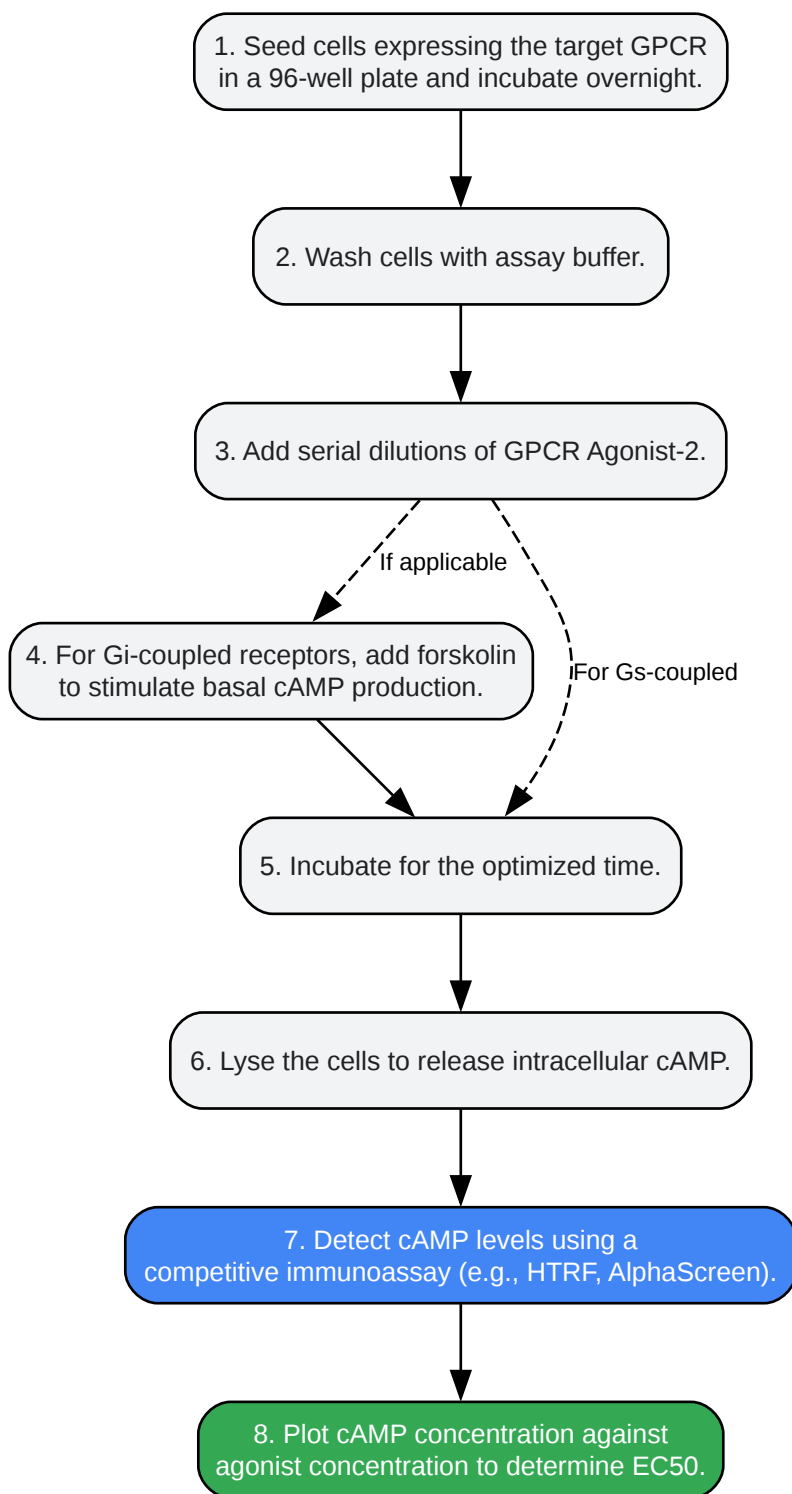 1. Seed cells expressing the target GPCR
in a 96-well plate and incubate overnight.
2. Wash cells with assay buffer.
3. Add serial dilutions of GPCR Agonist-2.
If applicable
4. For Gi-coupled receptors, add forskolin
to stimulate basal cAMP production.
For Gs-coupled
5. Incubate for the optimized time.
6. Lyse the cells to release intracellular cAMP.
7. Detect cAMP levels using a
competitive immunoassay (e.g., HTRF, AlphaScreen).
8. Plot cAMP concentration against
agonist concentration to determine EC50.